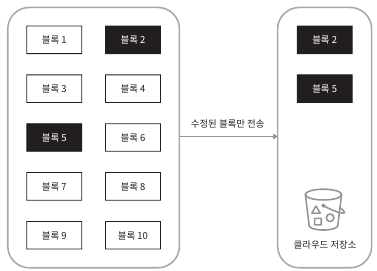 블록 1
블록 2
블록 3
블록 4
블록 5
블록 6
블록 7
블록 8
블록 9
블록 10
수정된 블록만 전송
블록 2
블록 5
클라우드 저장소